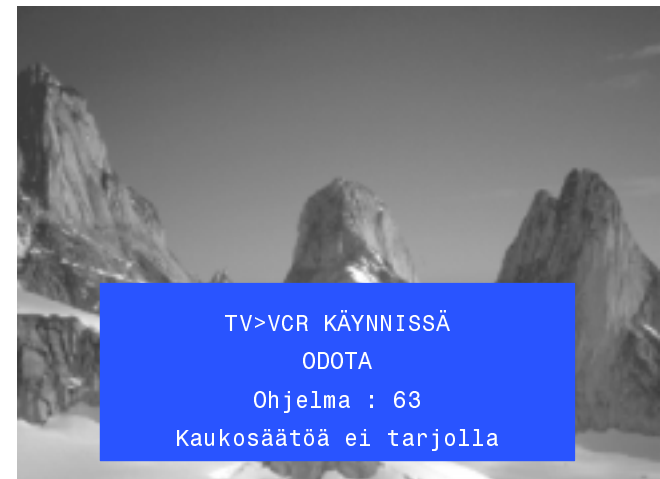 TV>VCR KÄYNNISSÄ
ODOTA
Ohjelma : 63
Kaukosäätöä ei tarjolla